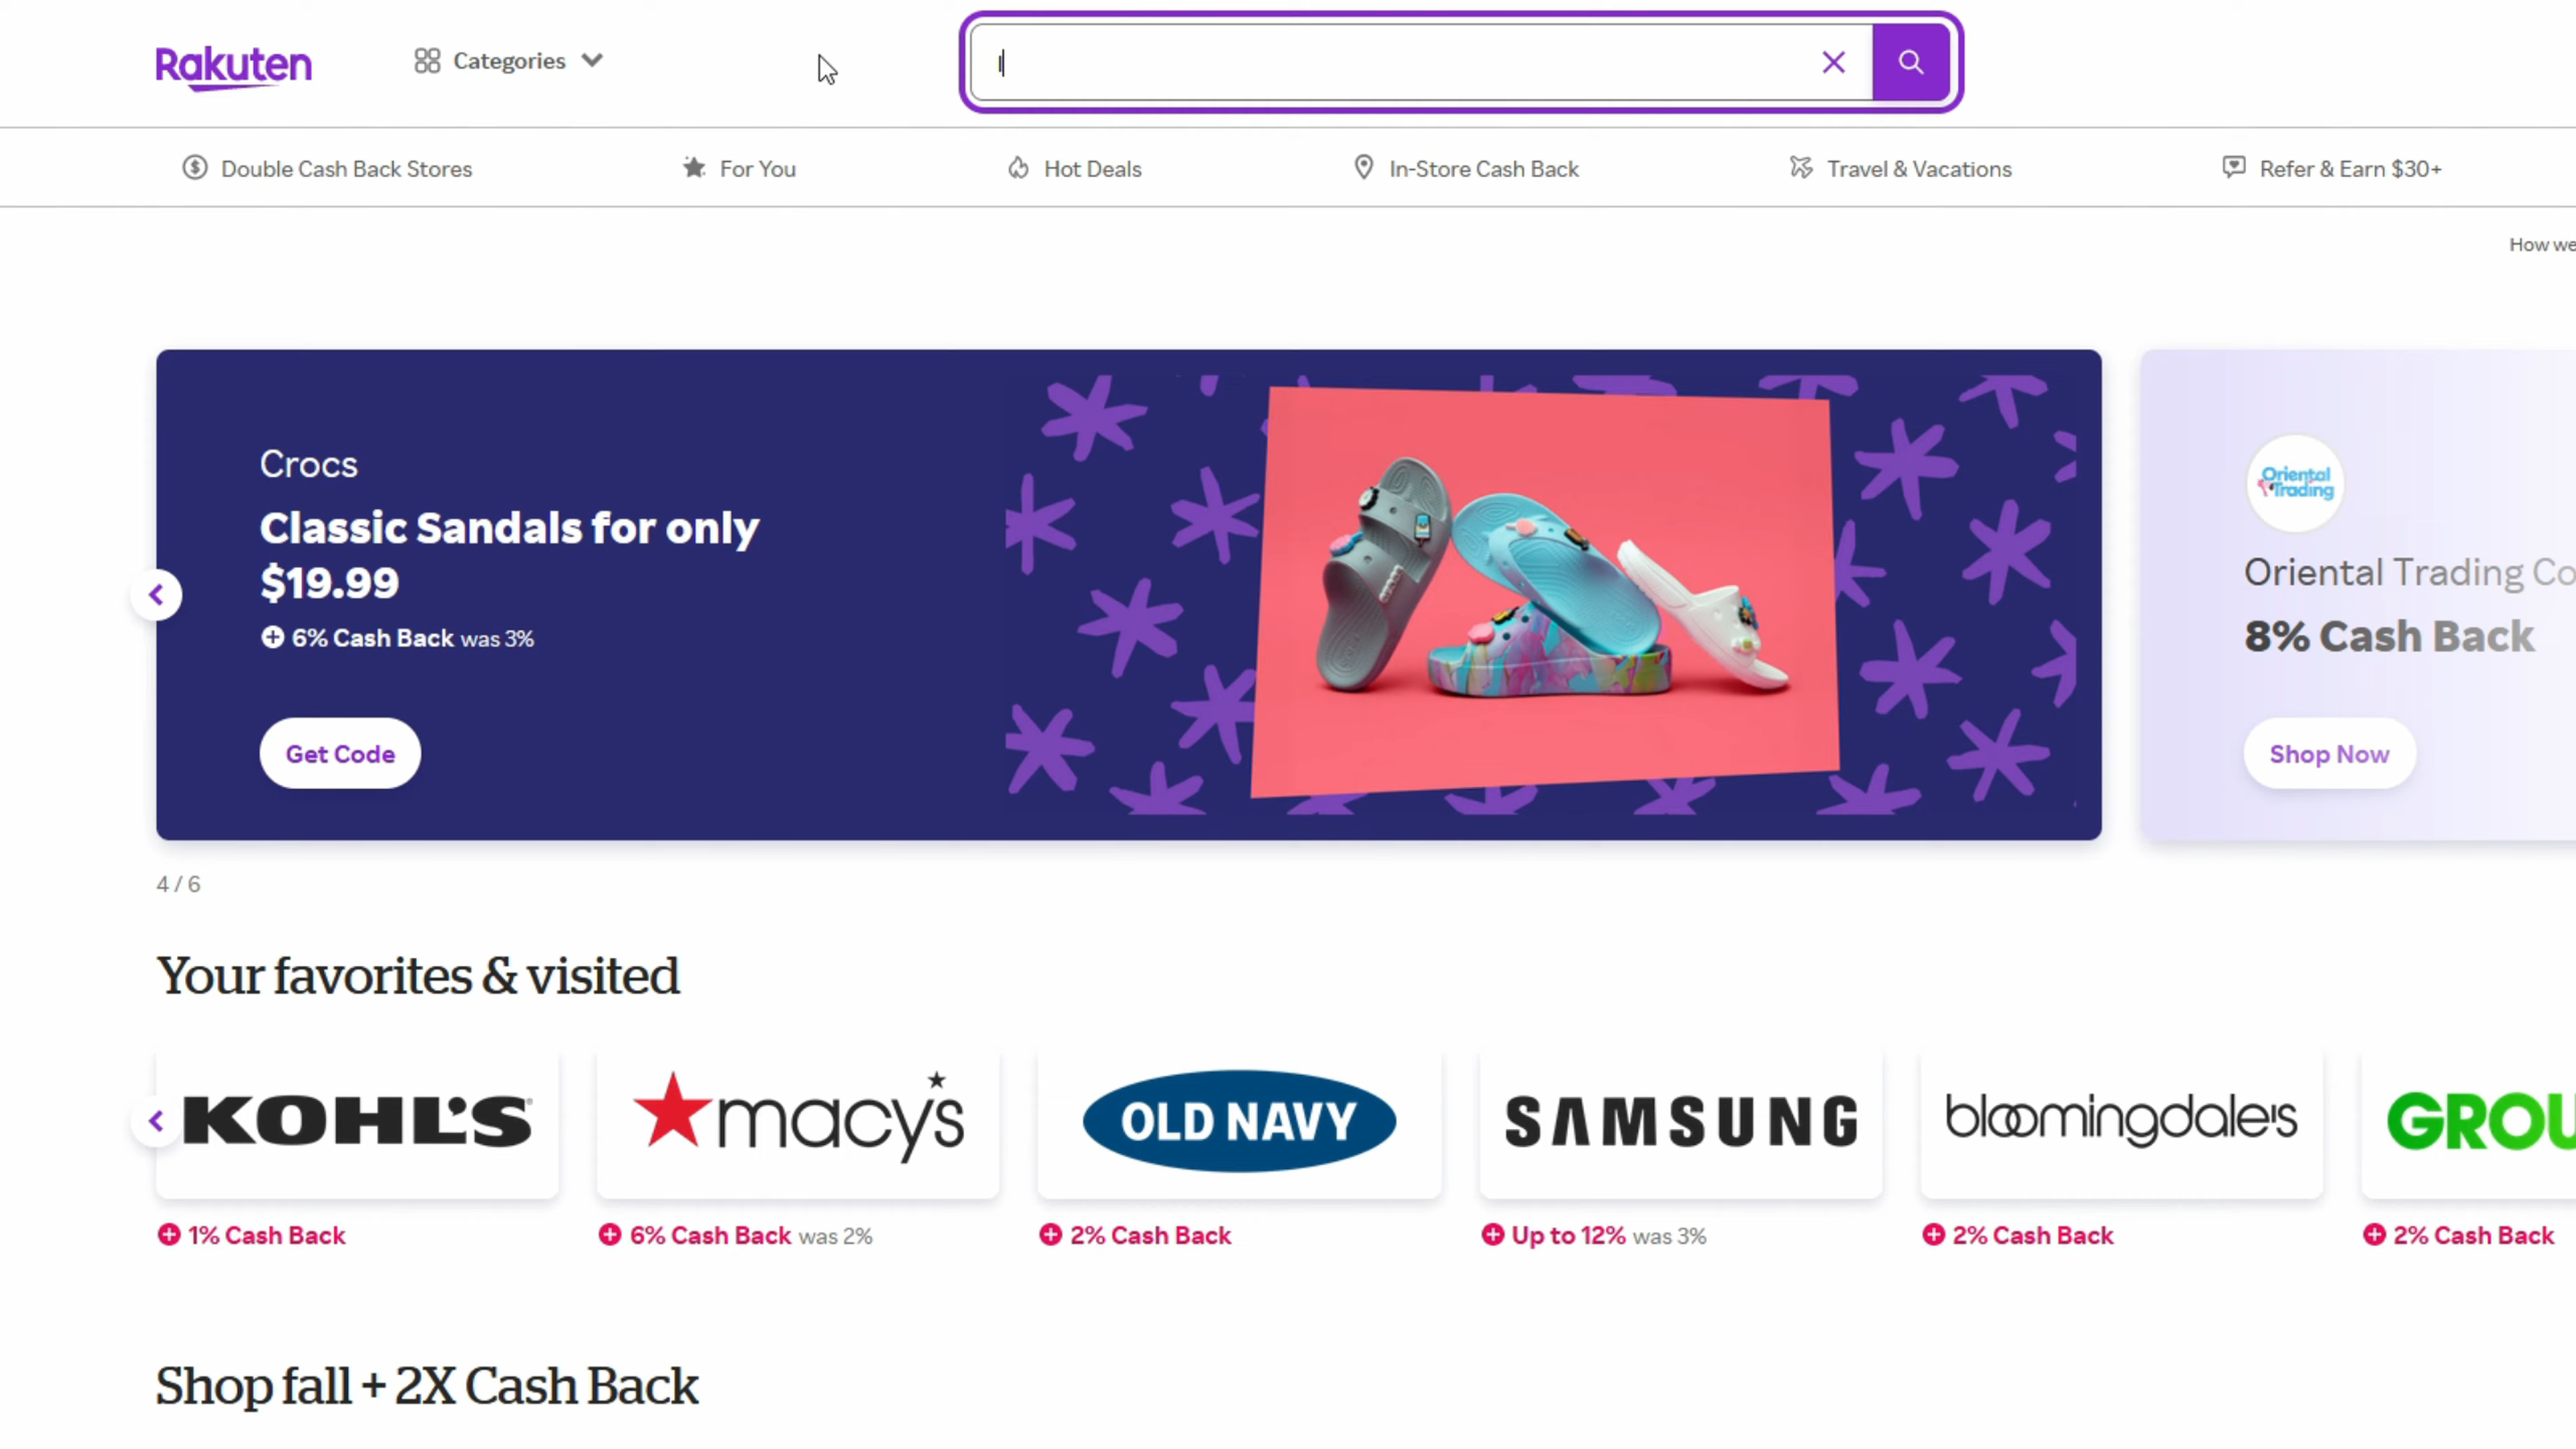 Rakuten
Categories
l
Double Cash Back Stores
For You
Hot Deals
In-Store Cash Back
Travel & Vacations
Refer & Earn $30+
How we
Crocs
Classic Sandals for only
$19.99
6% Cash Back was 3%
Get Code
Oriental
Trading
Oriental Trading Co
8% Cash Back
Shop Now
4 / 6
Your favorites & visited
KOHL'S
macys
OLD NAVY
SAMSUNG
bloomingdale's
GROU
1% Cash Back
6% Cash Back was 2%
2% Cash Back
Up to 12% was 3%
2% Cash Back
2% Cash Back
Shop fall + 2X Cash Back